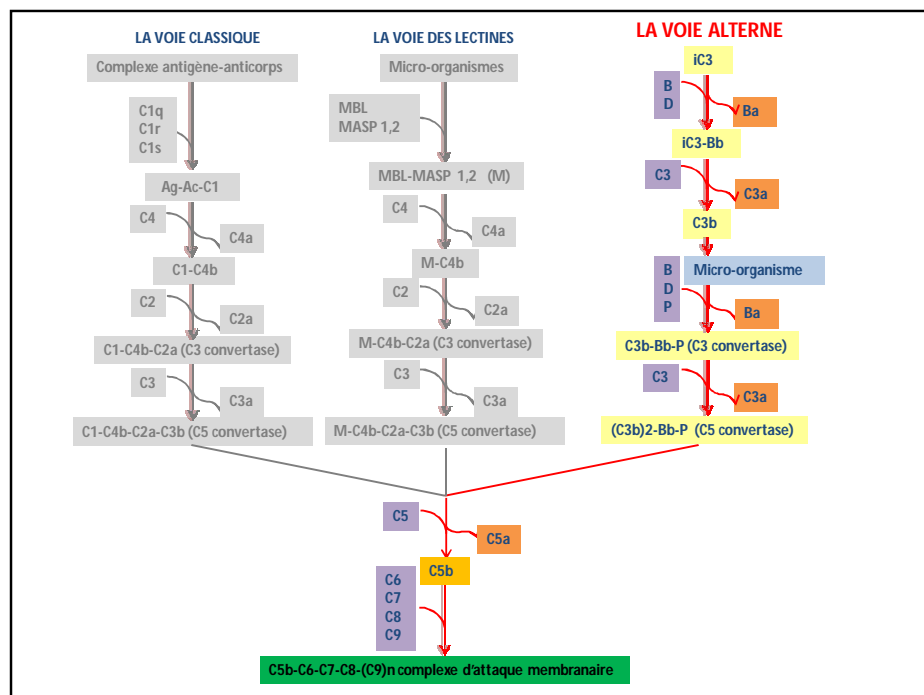 LA VOIE CLASSIQUE
Complexe antigène-anticorps
C1q
C1r
C1s
Ag-Ac-C1
C4
C4a
C1-C4b
C2
C2a
C1-C4b-C2a (C3 convertase)
C3
C3a
C1-C4b-C2a-C3b (C5 convertase)
LA VOIE DES LECTINES
Micro-organismes
MBL
MASP 1,2
MBL-MASP 1,2 (M)
C4
C4a
M-C4b
C2
C2a
M-C4b-C2a (C3 convertase)
C3
C3a
M-C4b-C2a-C3b (C5 convertase)
LA VOIE ALTERNE
iC3
B
D
Ba
iC3-Bb
C3
C3a
C3b
Micro-organisme
B
D
P
Ba
C3b-Bb-P (C3 convertase)
C3
C3a
(C3b)2-Bb-P (C5 convertase)
C5
C5a
C5b
C6
C7
C8
C9
C5b-C6-C7-C8-(C9)n complexe d'attaque membranaire